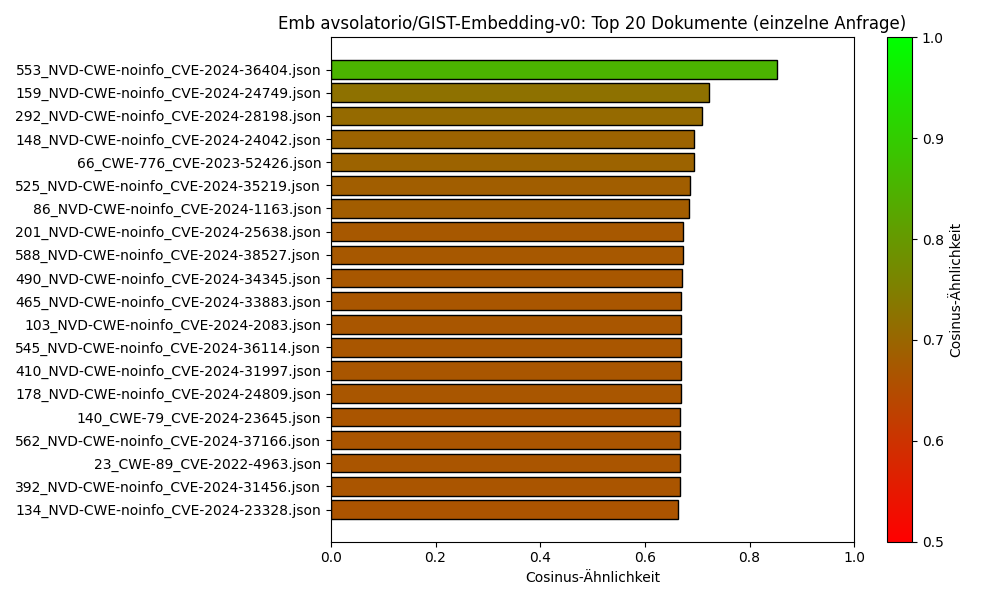 Emb avsolatorio/GIST-Embedding-v0: Top 20 Dokumente (einzelne Anfrage)
553_NVD-CWE-noinfo_CVE-2024-36404.json
159_NVD-CWE-noinfo_CVE-2024-24749.json
292_NVD-CWE-noinfo_CVE-2024-28198.json
148_NVD-CWE-noinfo_CVE-2024-24042.json
66_CWE-776_CVE-2023-52426.json
525_NVD-CWE-noinfo_CVE-2024-35219.json
86_NVD-CWE-noinfo_CVE-2024-1163.json
201_NVD-CWE-noinfo_CVE-2024-25638.json
588_NVD-CWE-noinfo_CVE-2024-38527.json
490_NVD-CWE-noinfo_CVE-2024-34345.json
465_NVD-CWE-noinfo_CVE-2024-33883.json
103_NVD-CWE-noinfo_CVE-2024-2083.json
545_NVD-CWE-noinfo_CVE-2024-36114.json
410_NVD-CWE-noinfo_CVE-2024-31997.json
178_NVD-CWE-noinfo_CVE-2024-24809.json
140_CWE-79_CVE-2024-23645.json
562_NVD-CWE-noinfo_CVE-2024-37166.json
23_CWE-89_CVE-2022-4963.json
392_NVD-CWE-noinfo_CVE-2024-31456.json
134_NVD-CWE-noinfo_CVE-2024-23328.json
0.0 0.2 0.4 0.6 0.8 1.0
Cosinus-Ähnlichkeit
1.0
0.9
0.8
0.7
0.6
0.5
Cosinus-Ähnlichkeit